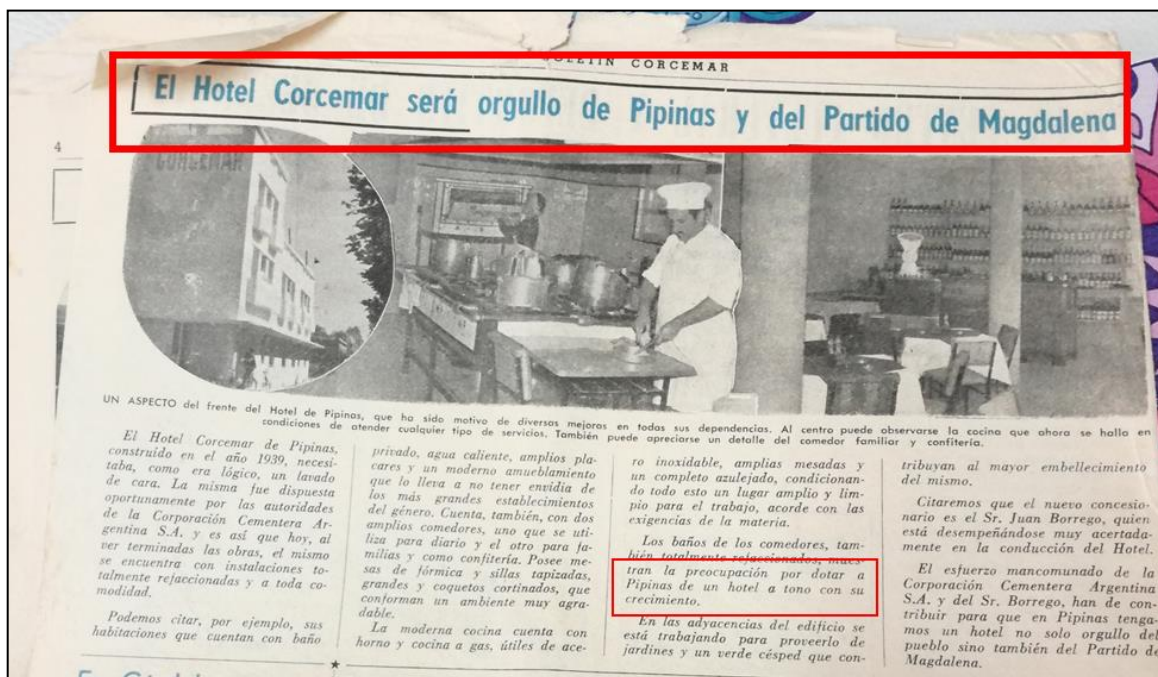 BOLETIN CORCEMAR
El Hotel Corcemar será orgullo de Pipinas y del Partido de Magdalena
4
CORCEMAR
UN ASPECTO del frente del Hotel de Pipinas, que ha sido motivo de diversas mejoras en todas sus dependencias. Al centro puede observarse la cocina que ahora se halla en
condiciones de atender cualquier tipo de servicios. También puede apreciarse un detalle del comedor familiar y confitería.
El Hotel Corcemar de Pipinas,
construido en el año 1939, necesi-
taba, como era lógico, un lavado
de cara. La misma fue dispuesta
oportunamente por las autoridades
de la Corporación Cementera Ar-
gentina S.A. y es así que hoy, al
ver terminadas las obras, el mismo
se encuentra con instalaciones to-
talmente refaccionadas y a toda co-
modidad.
Podemos citar, por ejemplo, sus
habitaciones que cuentan con baño
privado, agua caliente, amplios pla-
cares y un moderno amueblamiento
que lo lleva a no tener envidia de
los más grandes establecimientos
del género. Cuenta, también, con dos
amplios comedores, uno que se uti-
liza para diario y el otro para fa-
milias y como confitería. Posee me-
sas de fórmica y sillas tapizadas,
grandes y coquetos cortinados, que
conforman un ambiente muy agra-
dable.
La moderna cocina cuenta con
horno y cocina a gas, útiles de ace-
ro inoxidable, amplias mesadas y
un completo azulejado, condicionan-
do todo esto un lugar amplio y lim-
pio para el trabajo, acorde con las
exigencias de la materia.
Los baños de los comedores, tam-
bién totalmente refaccionados, mues-
tran la preocupación por dotar a
Pipinas de un hotel a tono con su
crecimiento.
En las adyacencias del edificio se
está trabajando para proveerlo de
jardines y un verde césped que con-
tribuyan al mayor embellecimiento
del mismo.
Citaremos que el nuevo concesio-
nario es el Sr. Juan Borrego, quien
está desempeñándose muy acertada-
mente en la conducción del Hotel.
El esfuerzo mancomunado de la
Corporación Cementera Argentina
S.A. y del Sr. Borrego, han de con-
tribuir para que en Pipinas tenga-
mos un hotel no solo orgullo del
pueblo sino también del Partido de
Magdalena.